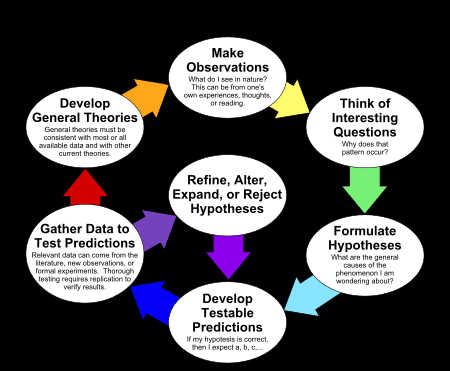 Make
Observations
What do I see in nature?
This can be from one's
own experiences, thoughts,
or reading.
Think of
Interesting
Questions
Why does that
pattern occur?
Formulate
Hypotheses
What are the general
causes of the
phenomenon I am
wondering about?
Develop
Testable
Predictions
If my hypotesis is correct,
then I expect a, b, c,...
Gather Data to
Test Predictions
Relevant data can come from the
literature, new observations, or
formal experiments. Thorough
testing requires replication to
verify results.
Refine, Alter,
Expand, or Reject
Hypotheses
Develop
General Theories
General theories must be
consistent with most or all
available data and with other
current theories.